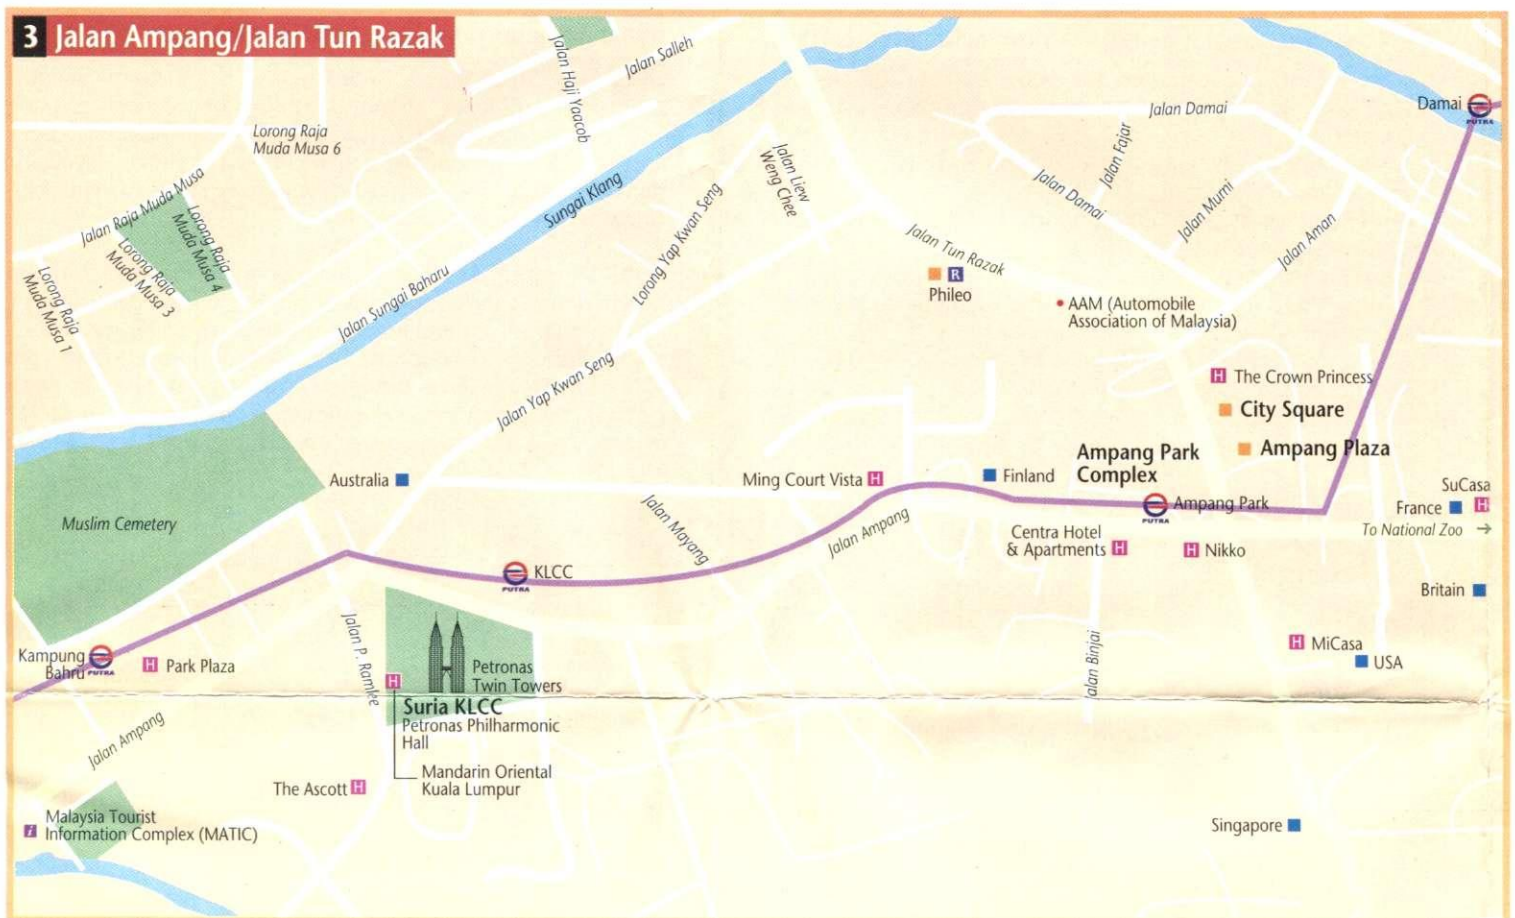 3 Jalan Ampang/Jalan Tun Razak
Jalan Haji Yaacob
Jalan Salleh
Lorong Raja
Muda Musa 6
Jalan Raja Muda Musa
Lorong Raja
Muda Musa 4
Lorong Raja
Muda Musa 3
Lorong Raja
Muda Musa 1
Sungai Klang
Jalan Sungai Baharu
Jalan Liew
Weng Chee
Lorong Yap Kwan Seng
Jalan Yap Kwan Seng
Jalan Damai
Jalan Fajar
Jalan Damai
Jalan Murni
Jalan Aman
Damai
PUTRA
Jalan Tun Razak
R
Phileo
AAM (Automobile
Association of Malaysia)
H The Crown Princess
City Square
Ampang Plaza
Ampang Park
Complex
Ampang Park
PUTRA
Australia
Ming Court Vista H
Finland
SuCasa
H
France
To National Zoo →
Muslim Cemetery
Jalan Mayang
Jalan Ampang
Centra Hotel
& Apartments H
H Nikko
KLCC
PUTRA
Britain
Jalan P. Ramlee
Jalan Binjai
H MiCasa
USA
Kampung
Bahru
PUTRA
H Park Plaza
H
Petronas
Twin Towers
Suria KLCC
Petronas Philharmonic
Hall
Mandarin Oriental
Kuala Lumpur
Jalan Ampang
The Ascott H
i
Malaysia Tourist
Information Complex (MATIC)
Singapore